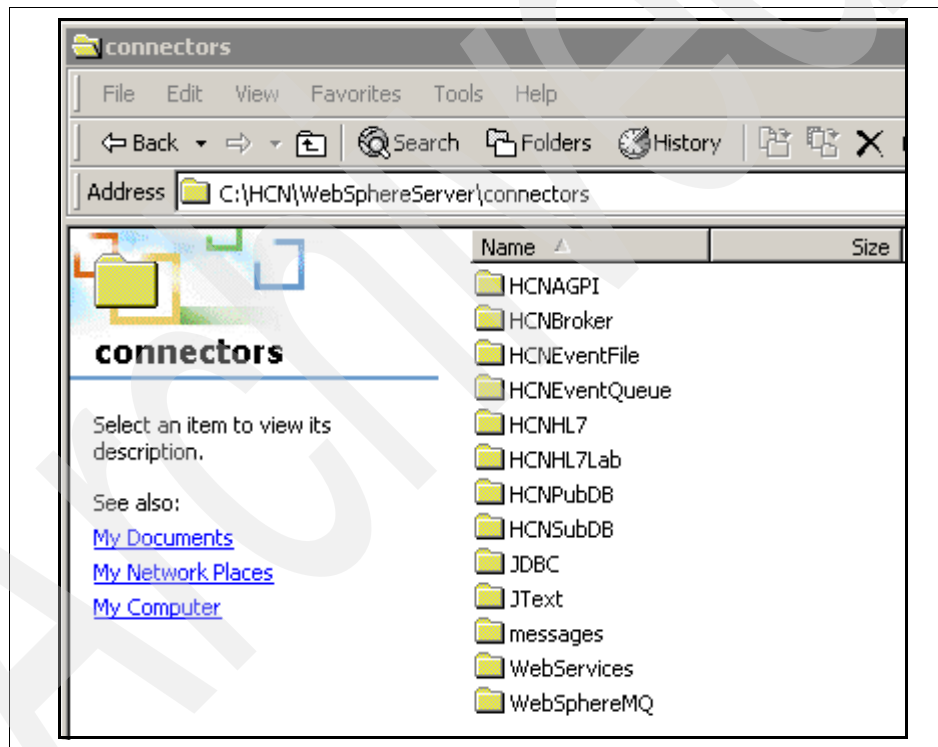 connectors
File Edit View Favorites Tools Help
Back Search Folders History
Address C:\HCN\WebSphereServer\connectors
Name Size
connectors
Select an item to view its
description.
See also:
My Documents
My Network Places
My Computer
HCNAGPI
HCNBroker
HCNEventFile
HCNEventQueue
HCNHL7
HCNHL7Lab
HCNPubDB
HCNSubDB
JDBC
JText
messages
WebServices
WebSphereMQ